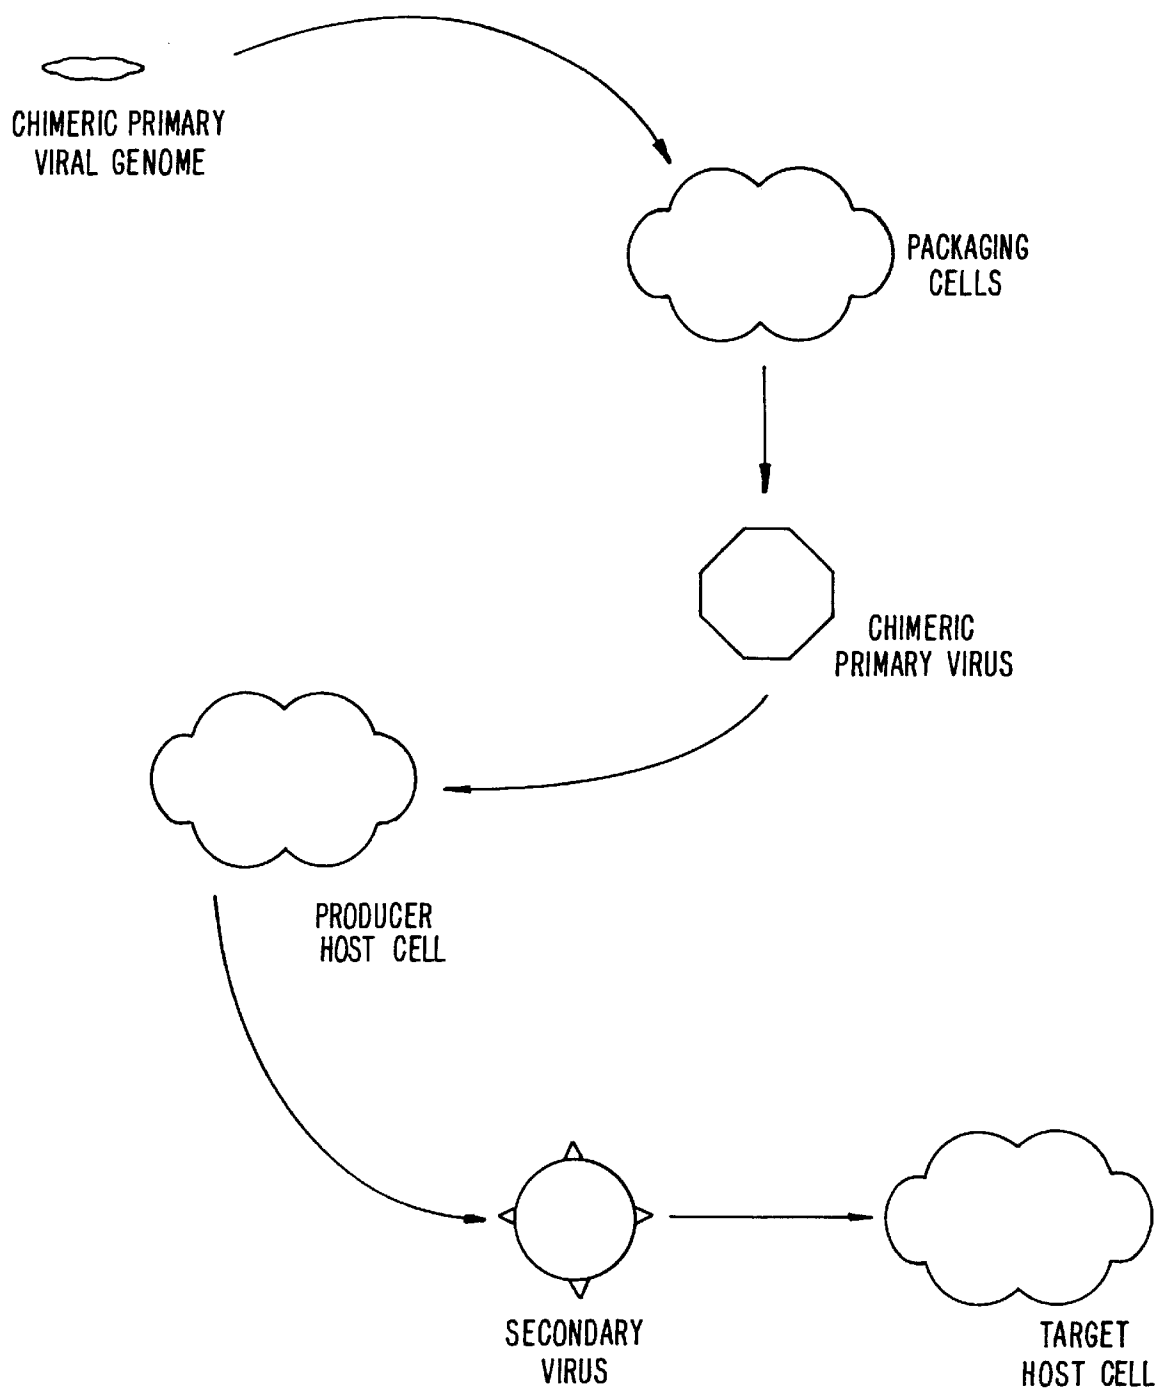 CHIMERIC PRIMARY
VIRAL GENOME
PACKAGING
CELLS
CHIMERIC
PRIMARY VIRUS
PRODUCER
HOST CELL
SECONDARY
VIRUS
TARGET
HOST CELL